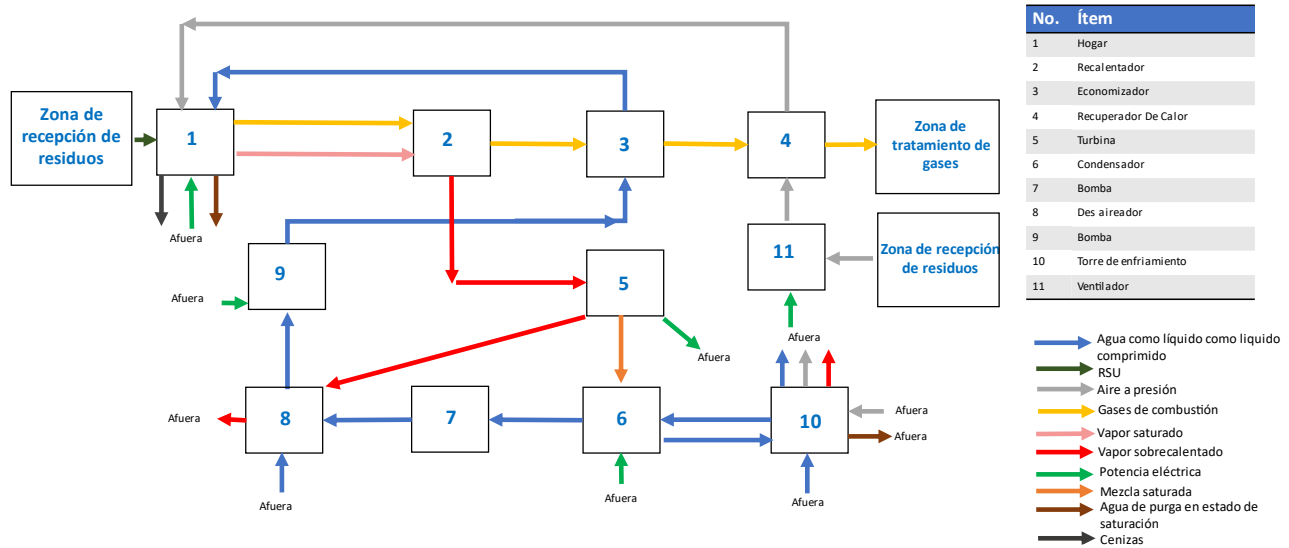 Zona de
recepción de
residuos
1
2
3
4
Zona de
tratamiento de
gases
Afuera
9
Afuera
5
Afuera
11
Zona de recepción
de residuos
Afuera
Afuera
8
Afuera
7
6
Afuera
10
Afuera
Afuera
Afuera
No. Ítem
1 Hogar
2 Recalentador
3 Economizador
4 Recuperador De Calor
5 Turbina
6 Condensador
7 Bomba
8 Des aireador
9 Bomba
10 Torre de enfriamiento
11 Ventilador
Agua como líquido como liquido
comprimido
RSU
Aire a presión
Gases de combustión
Vapor saturado
Vapor sobrecalentado
Potencia eléctrica
Mezcla saturada
Agua de purga en estado de
saturación
Cenizas